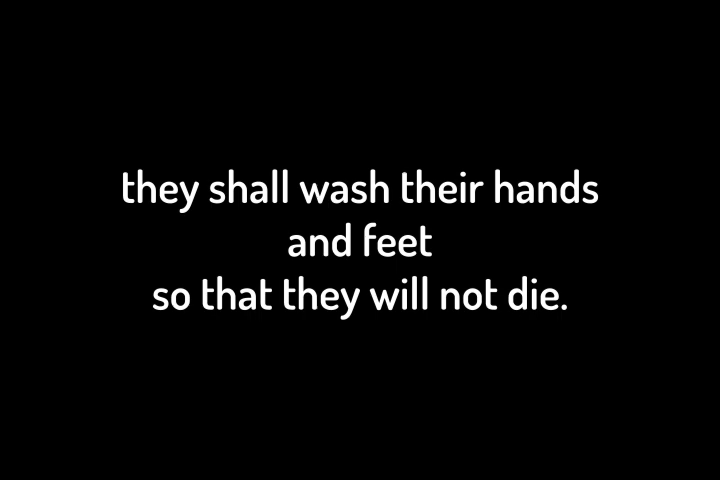 they shall wash their hands
and feet
so that they will not die.